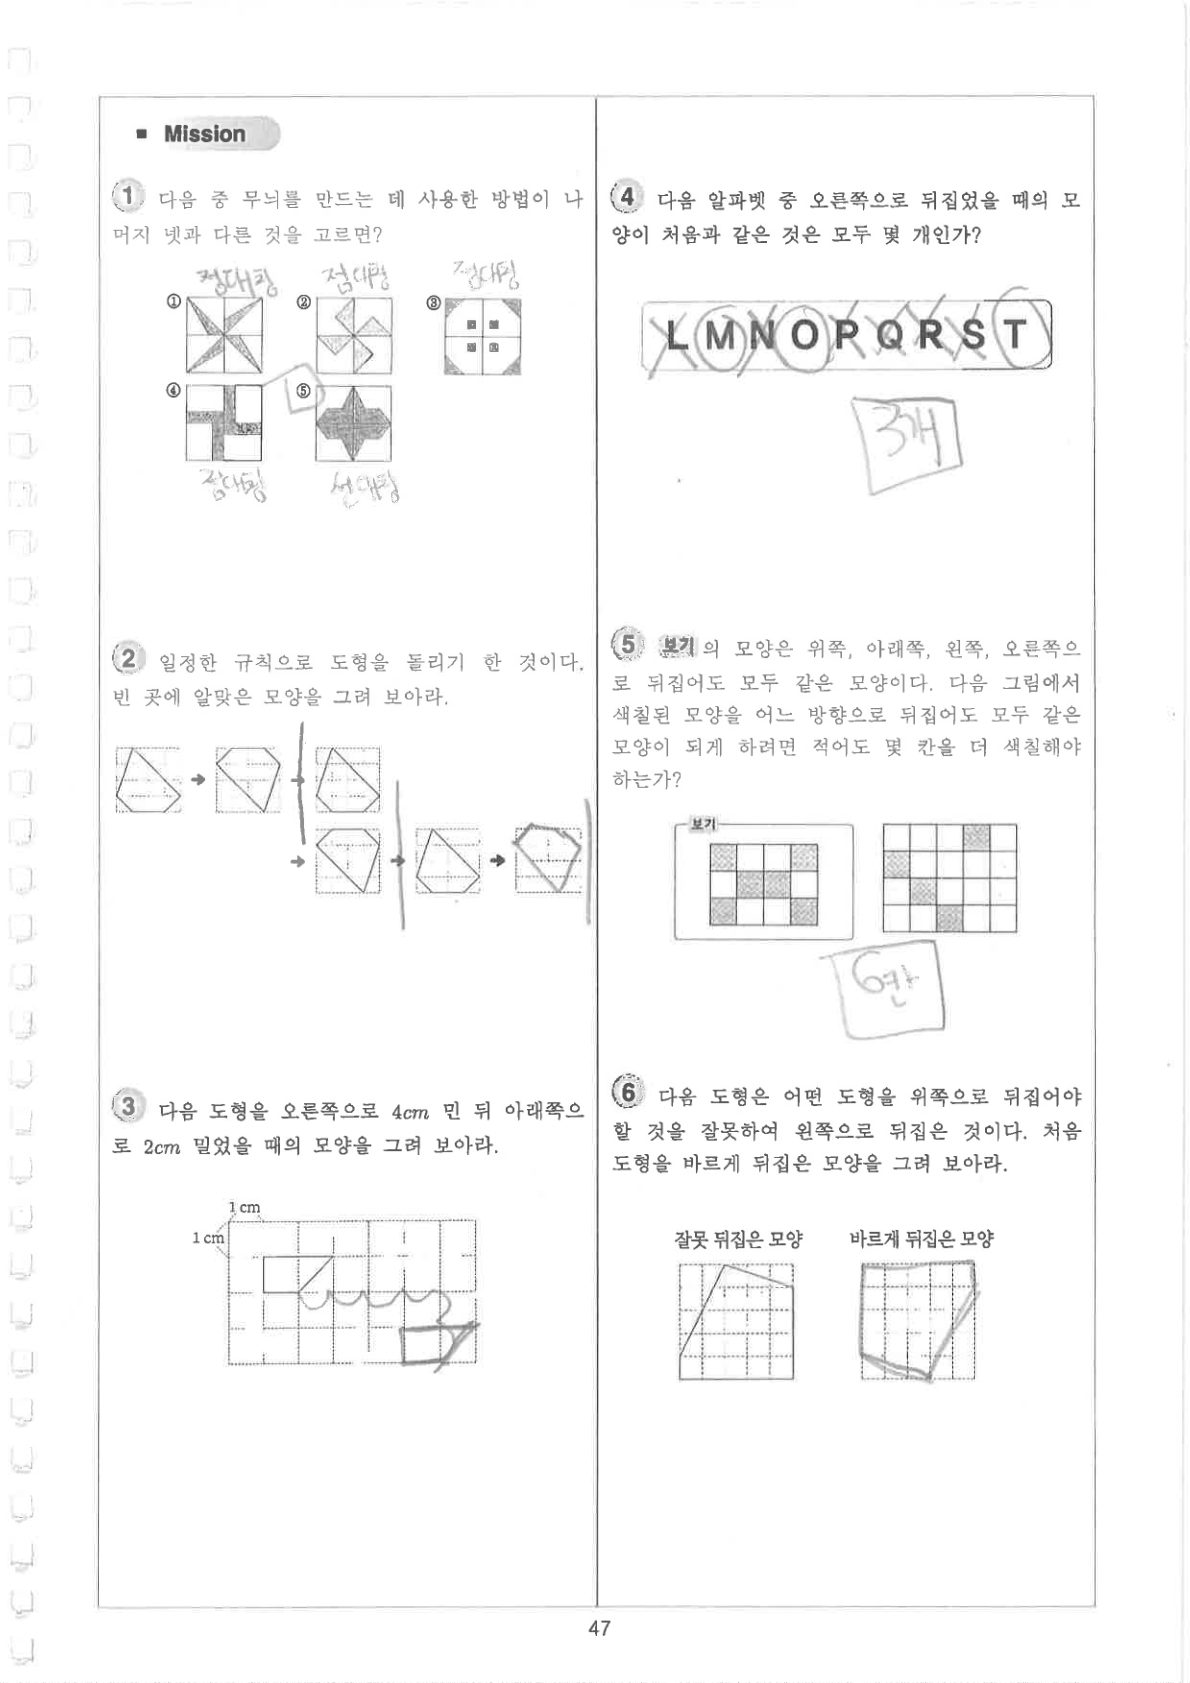 ■ Mission
1 다음 중 무늬를 만드는 데 사용한 방법이 나
머지 넷과 다른 것을 고르면?
점대칭 점대칭 점대칭
① ② ③
④ ⑤
점대칭 선대칭
2 일정한 규칙으로 도형을 돌리기 한 것이다.
빈 곳에 알맞은 모양을 그려 보아라.
3 다음 도형을 오른쪽으로 4cm 민 뒤 아래쪽으
로 2cm 밀었을 때의 모양을 그려 보아라.
1 cm
1 cm
4 다음 알파벳 중 오른쪽으로 뒤집었을 때의 모
양이 처음과 같은 것은 모두 몇 개인가?
L M N O P Q R S T
3개
5 보기의 모양은 위쪽, 아래쪽, 왼쪽, 오른쪽으
로 뒤집어도 모두 같은 모양이다. 다음 그림에서
색칠된 모양을 어느 방향으로 뒤집어도 모두 같은
모양이 되게 하려면 적어도 몇 칸을 더 색칠해야
하는가?
보기
6칸
6 다음 도형은 어떤 도형을 위쪽으로 뒤집어야
할 것을 잘못하여 왼쪽으로 뒤집은 것이다. 처음
도형을 바르게 뒤집은 모양을 그려 보아라.
잘못 뒤집은 모양 바르게 뒤집은 모양
47